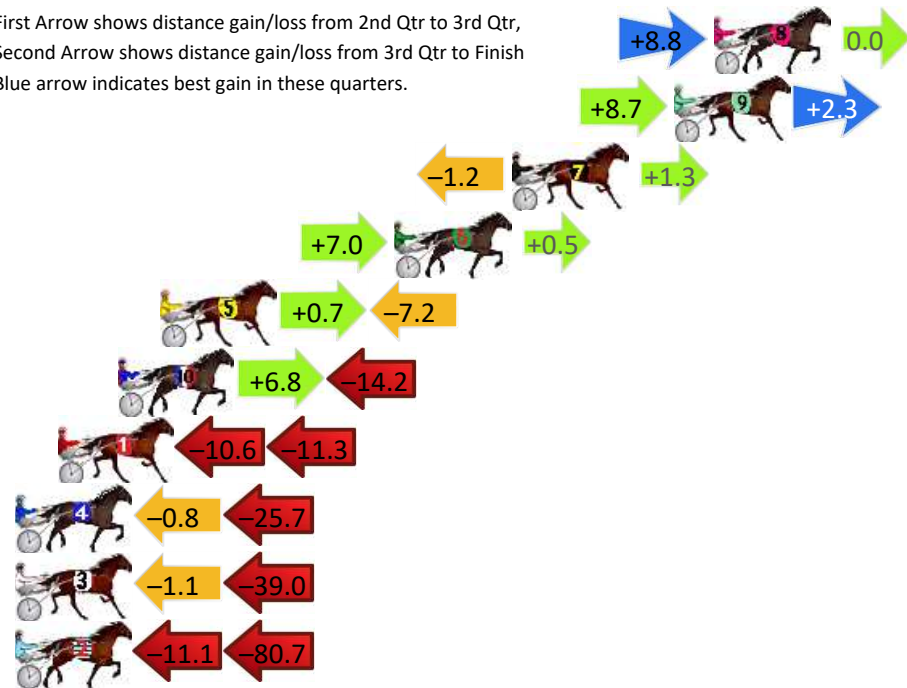 First Arrow shows distance gain/loss from 2nd Qtr to 3rd Qtr,
Second Arrow shows distance gain/loss from 3rd Qtr to Finish
Blue arrow indicates best gain in these quarters.
+8.8 8 0.0
+8.7 9 +2.3
−1.2 7 +1.3
+7.0 6 +0.5
5 +0.7 −7.2
10 +6.8 −14.2
1 −10.6 −11.3
4 −0.8 −25.7
3 −1.1 −39.0
−11.1 −80.7